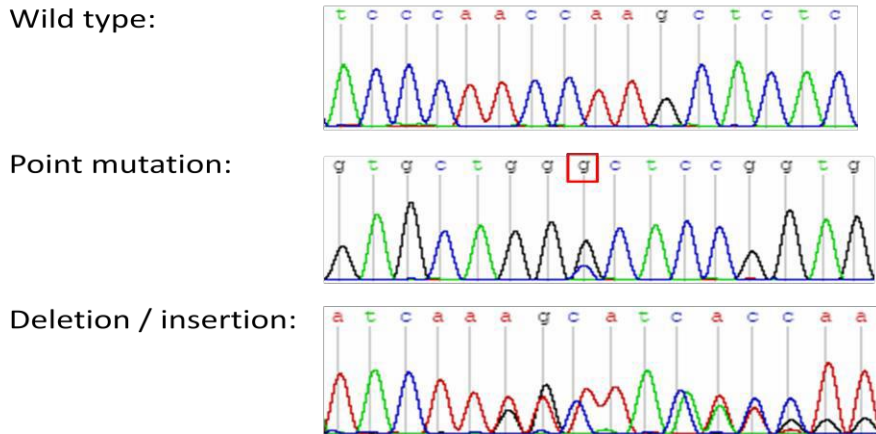 Wild type:
t c c c a a c c a a g c t c t c
Point mutation:
g t g c t g g g c t c c g g t g
Deletion / insertion:
a t c a a a g c a t c a c c a a